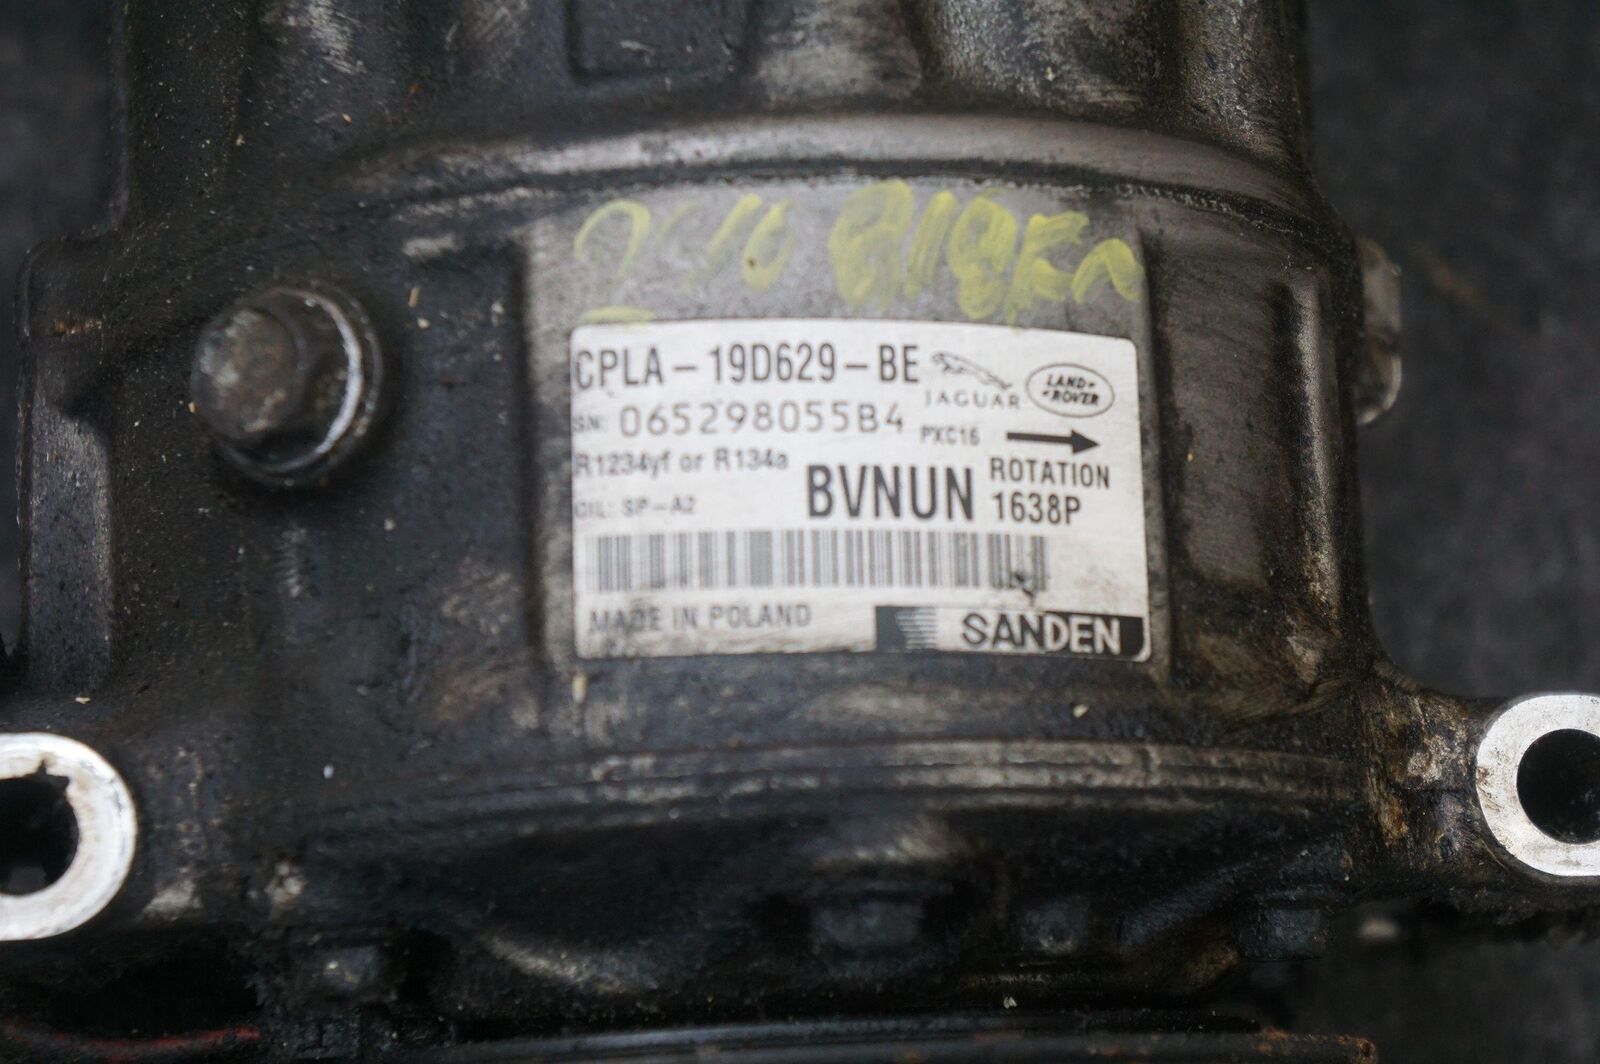 CPLA-19D629-BE
JAGUAR
LAND-
-ROVER
SN: 065298055B4
PXC16
R1234yf or R134a
ROTATION
OIL: SP-A2
BVNUN
1638P
MADE IN POLAND
SANDEN